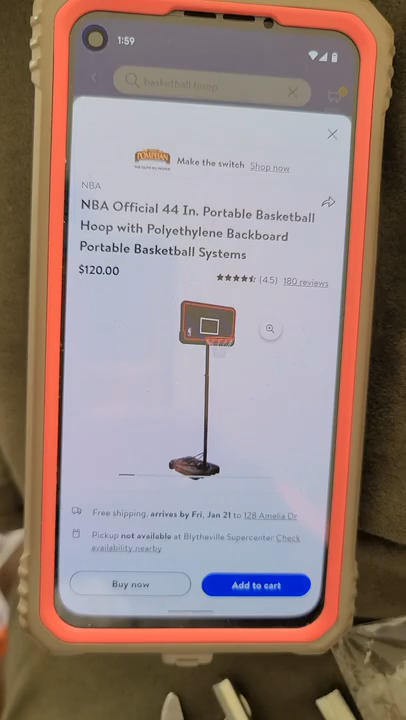 1:59
basketball hoop
POMPEIAN
Make the switch Shop now
NBA
NBA Official 44 In. Portable Basketball
Hoop with Polyethylene Backboard
Portable Basketball Systems
$120.00
(4.5) 180 reviews
Free shipping, arrives by Fri, Jan 21 to 128 Amelia Dr
Pickup not available at Blytheville Supercenter Check
availability nearby
Buy now
Add to cart